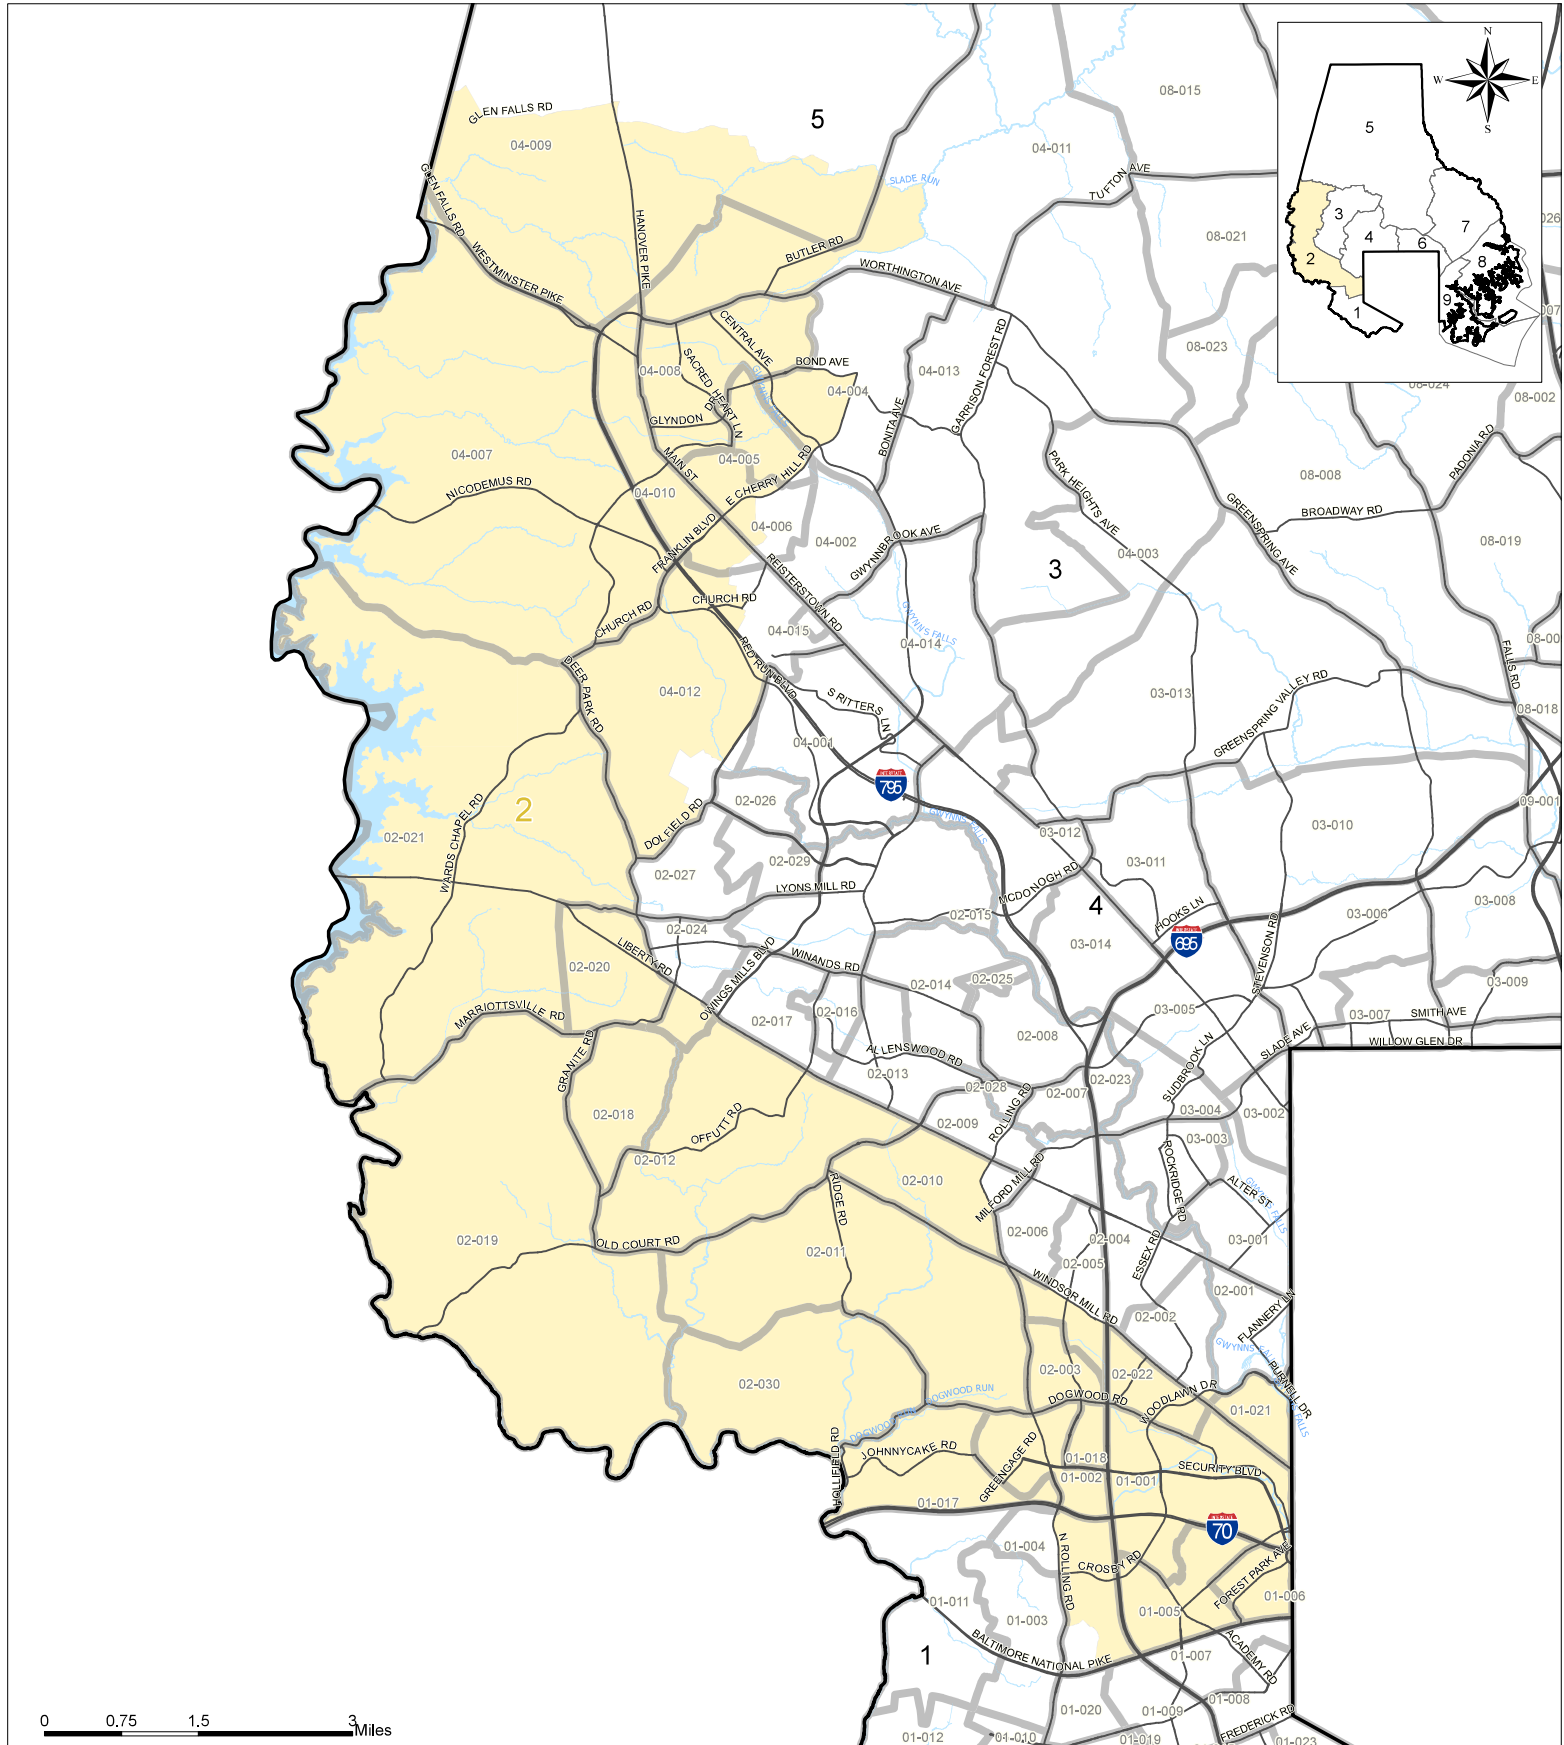 GLEN FALLS RD
04-009
5
08-015
04-011
TUFTON AVE
SLADE RUN
GLEN FALLS RD
HANOVER PIKE
BUTLER RD
WESTMINSTER PIKE
WORTHINGTON AVE
08-021
N
W
E
S
5
3
4
6
7
2
8
9
1
CENTRAL AVE
SACRED HEART LN
BOND AVE
04-008
04-004
04-013
GARRISON FOREST RD
08-023
08-024
08-002
GLYNDON DR
BONITA AVE
04-007
04-005
MAIN ST
NICODEMUS RD
04-010
E CHERRY HILL RD
PARK HEIGHTS AVE
08-008
PADONIA RD
FRANKLIN BLVD
04-006
04-002
GWYNNBROOK AVE
04-003
GREENSPRING AVE
BROADWAY RD
08-019
REISTERSTOWN RD
3
CHURCH RD
CHURCH RD
GWYNNS FALLS
04-015
04-014
RED RUN BLVD
DEER PARK RD
04-012
S RITTERS LN
03-013
GREENSPRING VALLEY RD
FALLS RD
08-018
04-001
795
02-026
GWYNNS FALLS
2
WARDS CHAPEL RD
02-021
DOLFIELD RD
03-012
03-010
09-001
02-027
02-029
LYONS MILL RD
03-011
MCDONOGH RD
4
HOOKS LN
02-015
02-024
LIBERTY RD
02-020
OWINGS MILLS BLVD
WINANDS RD
03-014
695
STEVENSON RD
03-006
03-008
03-009
02-014
02-025
MARRIOTTSVILLE RD
02-017
02-016
02-008
03-005
03-007
SMITH AVE
WILLOW GLEN DR
SLADE AVE
GRANITE RD
ALLENSWOOD RD
02-013
02-028
02-007
02-023
SUDBROOK LN
02-018
OFFUTT RD
02-009
ROLLING RD
03-004
03-002
03-003
02-012
02-010
MILFORD MILL RD
ROCKRIDGE RD
ALTER ST
GWYNNS FALLS
RIDGE RD
02-019
OLD COURT RD
02-011
02-006
02-004
02-005
ESSEX RD
03-001
WINDSOR MILL RD
02-001
02-002
FLANNERY LN
GWYNNS FALLS
PURNELL DR
02-030
02-003
02-022
DOGWOOD RUN
DOGWOOD RUN
DOGWOOD RD
WOODLAWN DR
01-021
HOLLIFIELD RD
JOHNNYCAKE RD
GREENGAGE RD
01-018
01-002
01-001
SECURITY BLVD
01-017
70
01-004
N ROLLING RD
CROSBY RD
FOREST PARK AVE
01-006
01-011
01-003
01-005
1
BALTIMORE NATIONAL PIKE
ACADEMY RD
01-007
01-008
01-020
01-009
FREDERICK RD
01-012
01-010
01-019
01-023
0 0.75 1.5 3 Miles